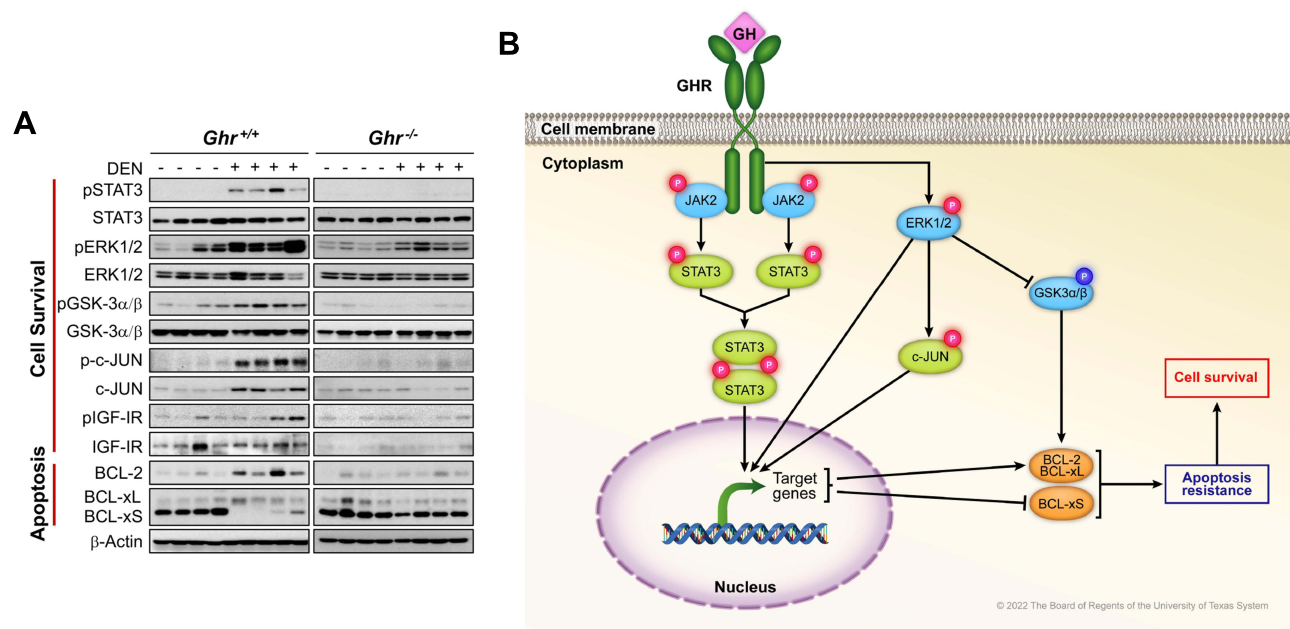 A
Ghr+/+ Ghr-/-
DEN - - - - + + + + - - - - + + + +
Cell Survival
pSTAT3
STAT3
pERK1/2
ERK1/2
pGSK-3α/β
GSK-3α/β
p-c-JUN
c-JUN
pIGF-IR
IGF-IR
Apoptosis
BCL-2
BCL-xL
BCL-xS
β-Actin
B
GH
GHR
Cell membrane
Cytoplasm
P
JAK2
P
JAK2
P
ERK1/2
P
STAT3
P
STAT3
P
GSK3α/β
STAT3
P P
STAT3
P
c-JUN
Cell survival
Target
genes
BCL-2
BCL-xL
BCL-xS
Apoptosis
resistance
Nucleus
© 2022 The Board of Regents of the University of Texas System